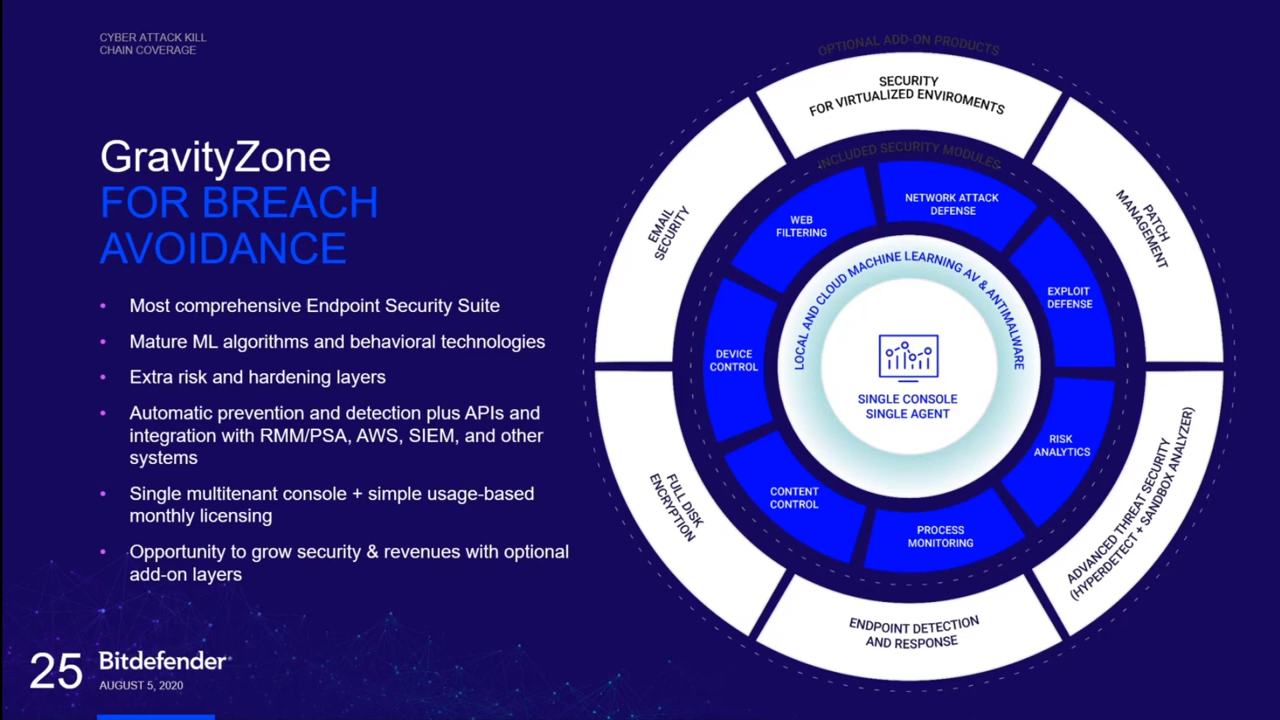 CYBER ATTACK KILL
CHAIN COVERAGE
GravityZone
FOR BREACH
AVOIDANCE
• Most comprehensive Endpoint Security Suite
• Mature ML algorithms and behavioral technologies
• Extra risk and hardening layers
• Automatic prevention and detection plus APIs and
integration with RMM/PSA, AWS, SIEM, and other
systems
• Single multitenant console + simple usage-based
monthly licensing
• Opportunity to grow security & revenues with optional
add-on layers
25
Bitdefender
AUGUST 5, 2020
OPTIONAL ADD-ON PRODUCTS
SECURITY
FOR VIRTUALIZED ENVIROMENTS
PATCH
MANAGEMENT
ADVANCED THREAT SECURITY
(HYPERDETECT + SANDBOX ANALYZER)
ENDPOINT DETECTION
AND RESPONSE
FULL DISK
ENCRYPTION
EMAIL
SECURITY
INCLUDED SECURITY MODULES
NETWORK ATTACK
DEFENSE
EXPLOIT
DEFENSE
RISK
ANALYTICS
PROCESS
MONITORING
CONTENT
CONTROL
DEVICE
CONTROL
WEB
FILTERING
LOCAL AND CLOUD MACHINE LEARNING AV & ANTIMALWARE
SINGLE CONSOLE
SINGLE AGENT